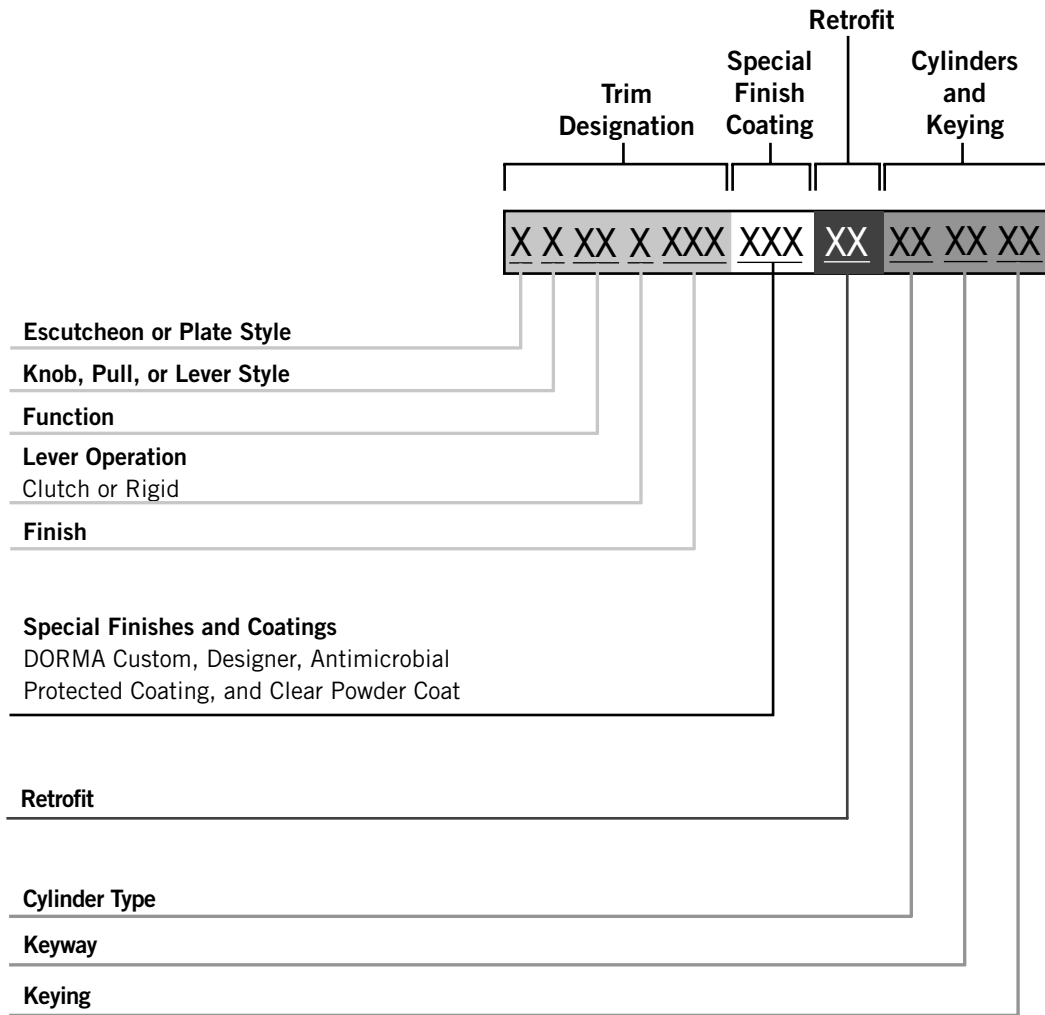 Retrofit
Special
Finish
Coating
Cylinders
and
Keying
Trim
Designation
X X XX X XXX XXX XX XX XX XX
Escutcheon or Plate Style
Knob, Pull, or Lever Style
Function
Lever Operation
Clutch or Rigid
Finish
Special Finishes and Coatings
DORMA Custom, Designer, Antimicrobial
Protected Coating, and Clear Powder Coat
Retrofit
Cylinder Type
Keyway
Keying